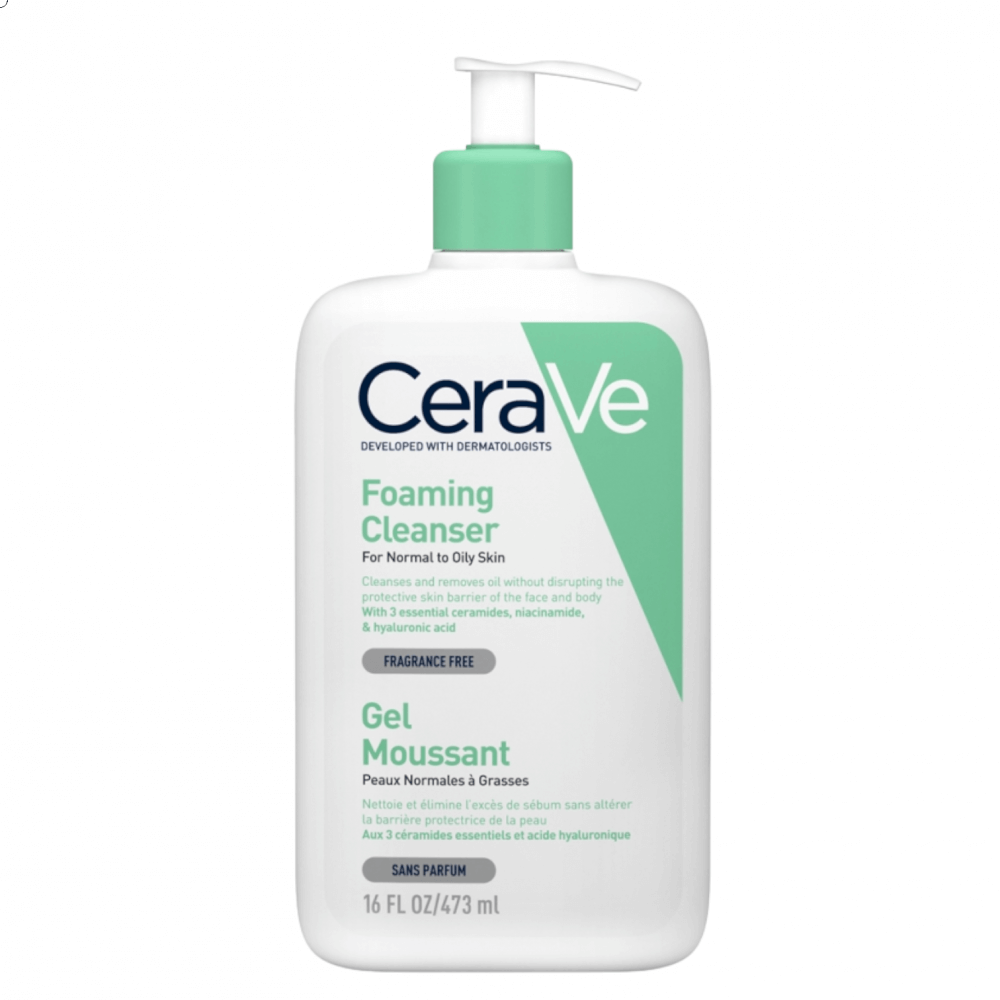 CeraVe
DEVELOPED WITH DERMATOLOGISTS
Foaming
Cleanser
For Normal to Oily Skin
Cleanses and removes oil without disrupting the
protective skin barrier of the face and body
With 3 essential ceramides, niacinamide,
& hyaluronic acid
FRAGRANCE FREE
Gel
Moussant
Peaux Normales à Grasses
Nettoie et élimine l'excès de sébum sans altérer
la barrière protectrice de la peau
Aux 3 céramides essentiels et acide hyaluronique
SANS PARFUM
16 FL OZ/473 ml